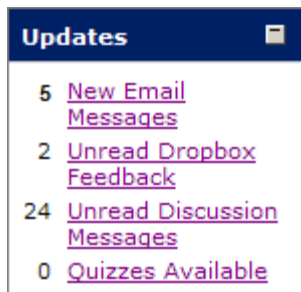 Updates
5 New Email
Messages
2 Unread Dropbox
Feedback
24 Unread Discussion
Messages
0 Quizzes Available